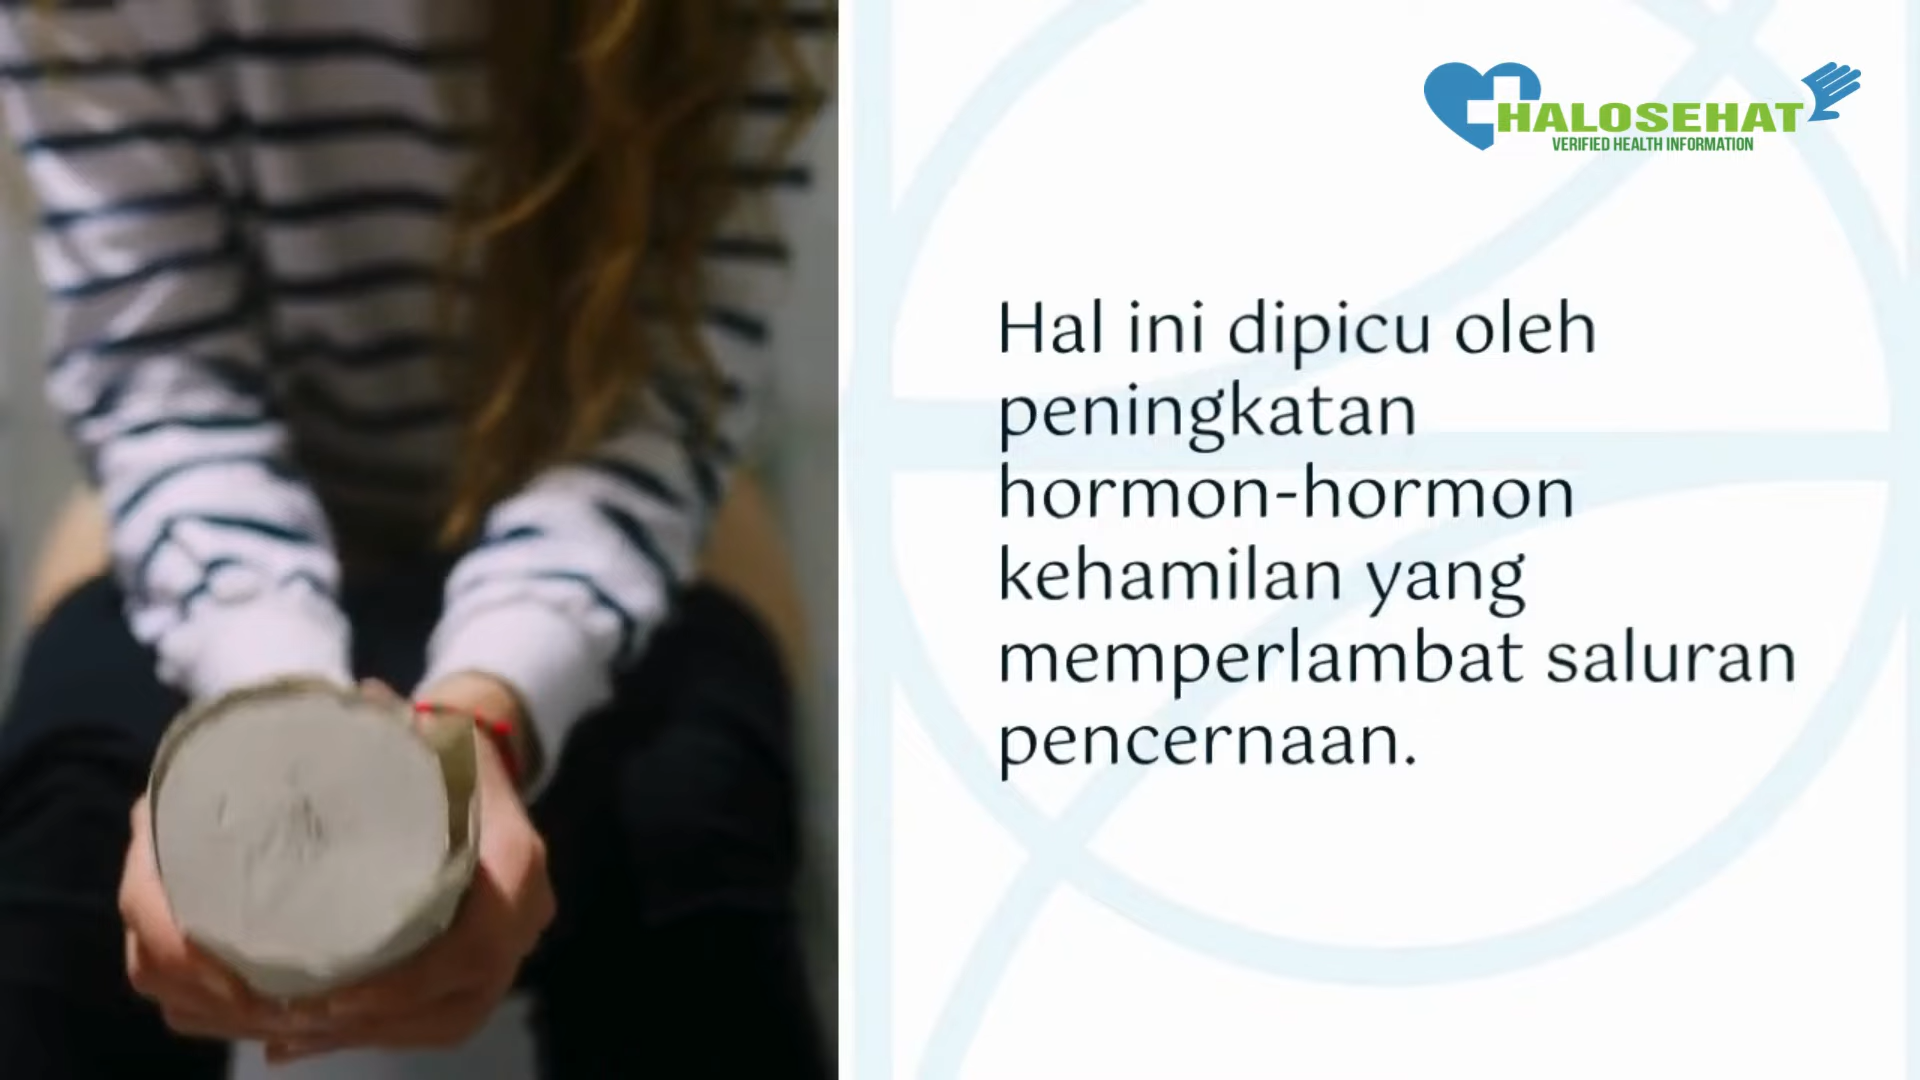 HALOSEHAT
VERIFIED HEALTH INFORMATION
Hal ini dipicu oleh
peningkatan
hormon-hormon
kehamilan yang
memperlambat saluran
pencernaan.